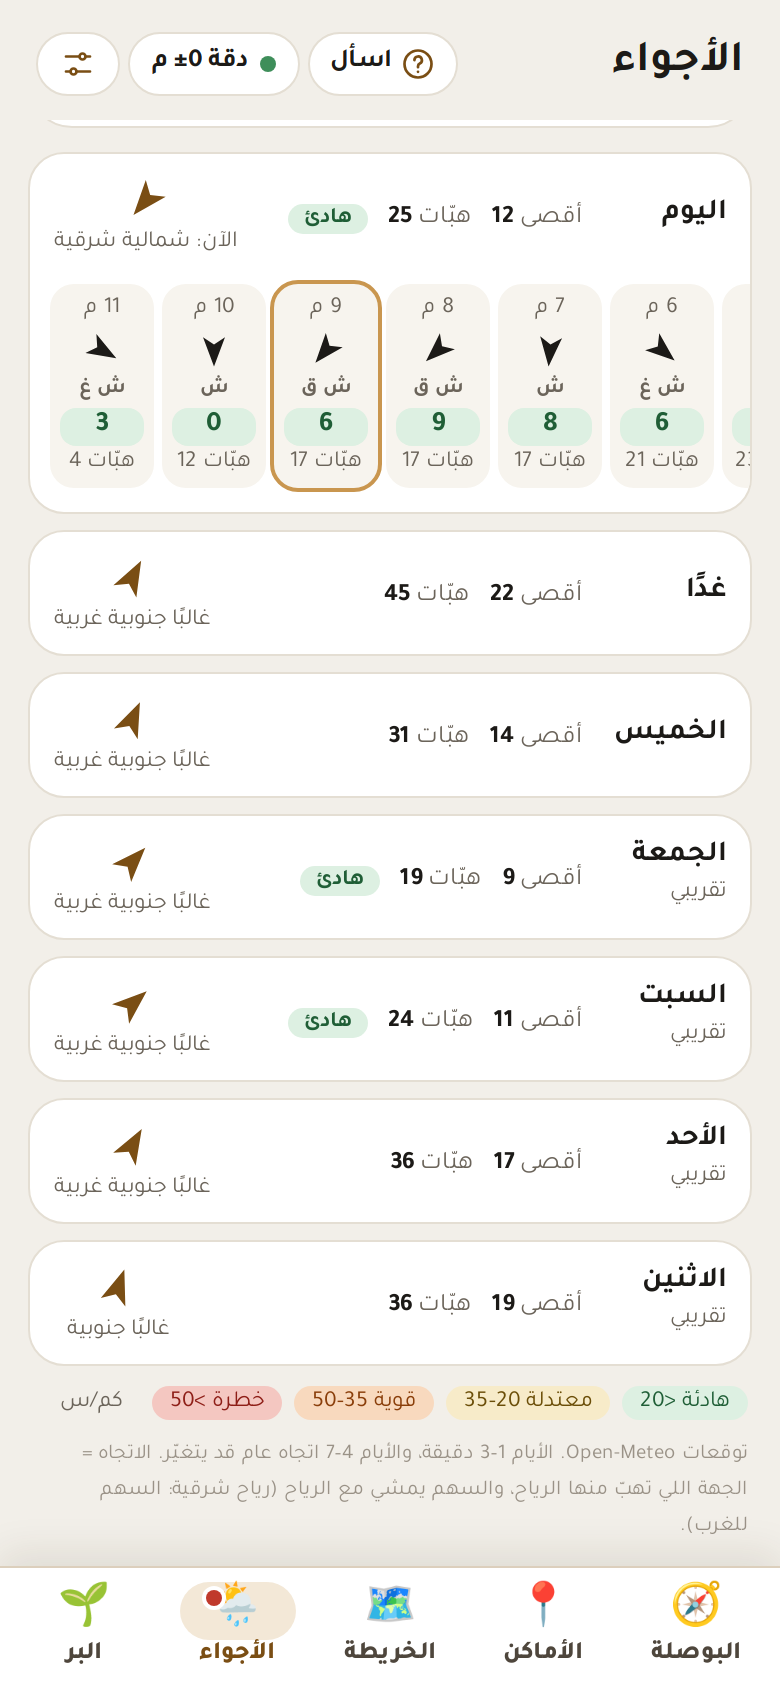 الأجواء
اسأل
دقة 0± م
اليوم
أقصى 12 هبّات 25 هادئ
الآن: شمالية شرقية
6 م
ش غ
6
هبّات 21
7 م
ش
8
هبّات 17
8 م
ش ق
9
هبّات 17
9 م
ش ق
6
هبّات 17
10 م
ش
0
هبّات 12
11 م
ش غ
3
هبّات 4
غدًا
أقصى 22 هبّات 45
غالبًا جنوبية غربية
الخميس
أقصى 14 هبّات 31
غالبًا جنوبية غربية
الجمعة
تقريبي
أقصى 9 هبّات 19 هادئ
غالبًا جنوبية غربية
السبت
تقريبي
أقصى 11 هبّات 24 هادئ
غالبًا جنوبية غربية
الأحد
تقريبي
أقصى 17 هبّات 36
غالبًا جنوبية غربية
الاثنين
تقريبي
أقصى 19 هبّات 36
غالبًا جنوبية
هادئة <20 معتدلة 20-35 قوية 35-50 خطرة >50 كم/س
توقعات Open-Meteo. الأيام 1-3 دقيقة، والأيام 4-7 اتجاه عام قد يتغيّر. الاتجاه =
الجهة اللي تهبّ منها الرياح، والسهم يمشي مع الرياح (رياح شرقية: السهم
للغرب).
البوصلة
الأماكن
الخريطة
الأجواء
البر